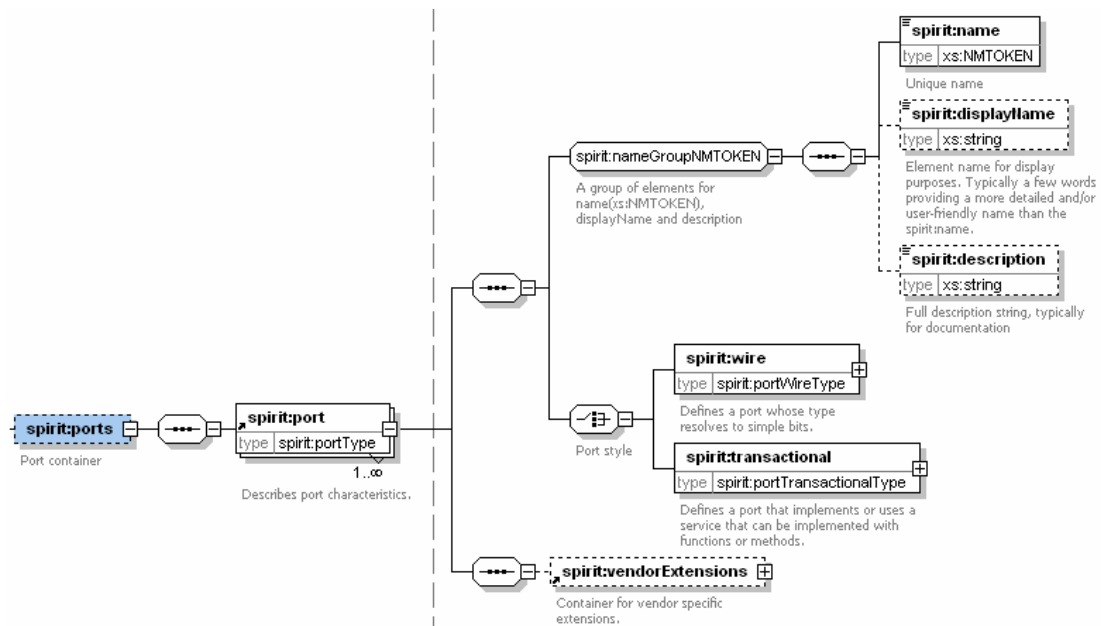 spirit:name
type xs:NMTOKEN
Unique name
spirit:displayName
type xs:string
Element name for display
purposes. Typically a few words
providing a more detailed and/or
user-friendly name than the
spirit:name.
spirit:description
type xs:string
Full description string, typically
for documentation
spirit:nameGroupNMTOKEN
A group of elements for
name(xs:NMTOKEN),
displayName and description
spirit:wire
type spirit:portWireType
Defines a port whose type
resolves to simple bits.
Port style
spirit:transactional
type spirit:portTransactionalType
Defines a port that implements or uses a
service that can be implemented with
functions or methods.
spirit:ports
Port container
spirit:port
type spirit:portType
1..∞
Describes port characteristics.
spirit:vendorExtensions
Container for vendor specific
extensions.